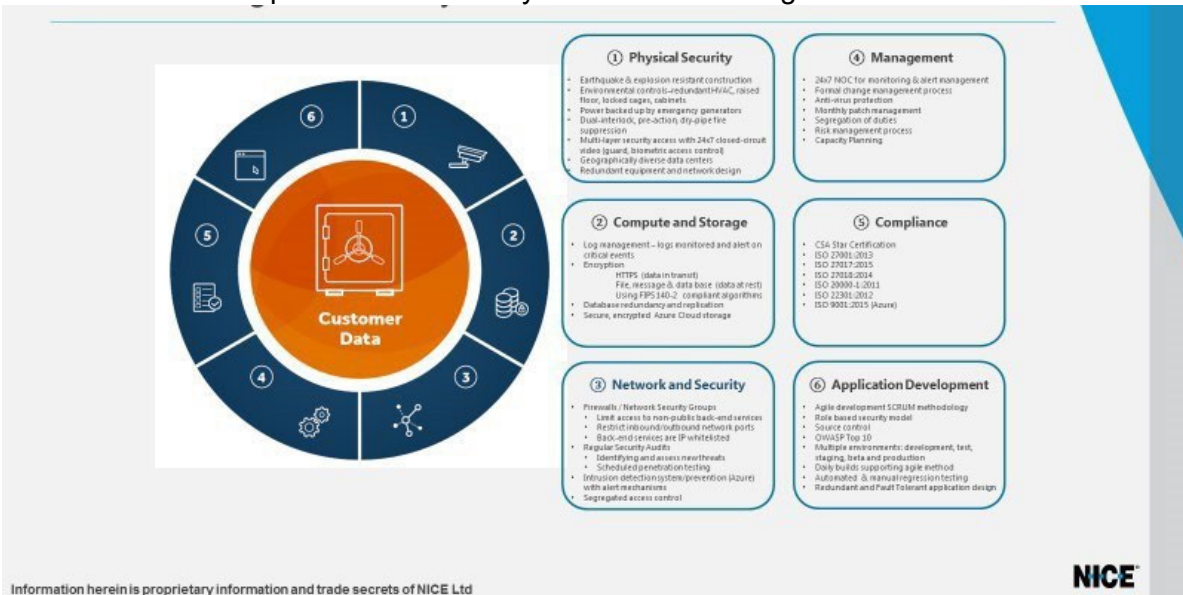 ① Physical Security
• Earthquake & explosion resistant construction
• Environmental controls–redundant HVAC, raised
floor, locked cages, cabinets
• Power backed up by emergency generators
• Dual-interlock, pre-action, dry-pipe fire
suppression
• Multi-layer security access with 24x7 closed-circuit
video (guard, biometric access control)
• Geographically diverse data centers
• Redundant equipment and network design
④ Management
• 24x7 NOC for monitoring & alert management
• Formal change management process
• Anti-virus protection
• Monthly patch management
• Segregation of duties
• Risk management process
• Capacity Planning
⑥
①
⑤
②
④
③
Customer
Data
② Compute and Storage
• Log management – logs monitored and alert on
critical events
• Encryption
HTTPS (data in transit)
File, message & data base (data at rest)
Using FIPS 140-2 compliant algorithms
• Database redundancy and replication
• Secure, encrypted Azure Cloud storage
⑤ Compliance
• CSA Star Certification
• ISO 27001:2013
• ISO 27017:2015
• ISO 27018:2014
• ISO 20000-1:2011
• ISO 22301:2012
• ISO 9001:2015 (Azure)
③ Network and Security
• Firewalls / Network Security Groups
• Limit access to non-public back-end services
• Restrict inbound/outbound network ports
• Back-end services are IP whitelisted
• Regular Security Audits
• Identifying and assess new threats
• Scheduled penetration testing
• Intrusion detection system/prevention (Azure)
with alert mechanisms
• Segregated access control
⑥ Application Development
• Agile development SCRUM methodology
• Role based security model
• Source control
• OWASP Top 10
• Multiple environments: development, test,
staging, beta and production
• Daily builds supporting agile method
• Automated & manual regression testing
• Redundant and Fault Tolerant application design
Information herein is proprietary information and trade secrets of NICE Ltd
NICE